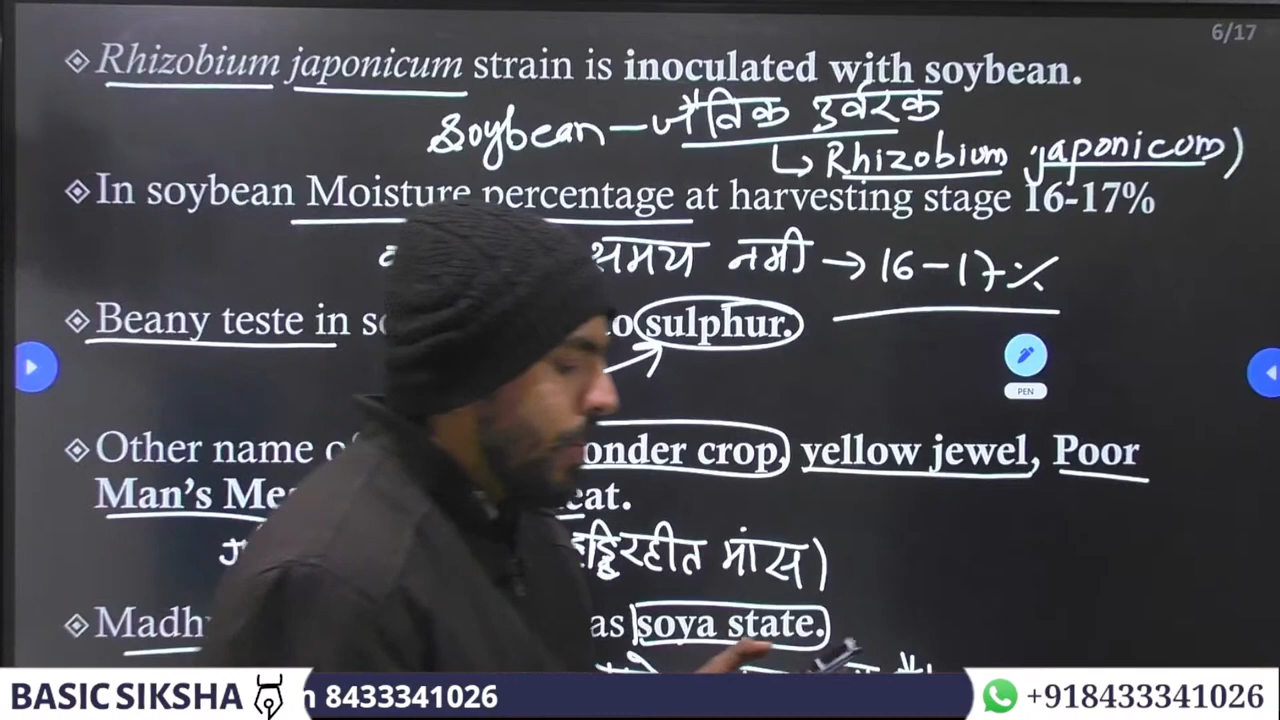 6/17
Rhizobium japonicum strain is inoculated with soybean.
Soybean – जैविक उर्वरक
↳ Rhizobium japonicum)
In soybean Moisture percentage at harvesting stage 16-17%
समय नमी → 16-17%
Beany teste in sulphur.
Other name onder crop, yellow jewel, Poor
Man's Mea eat.
हड्डिरहीत मांस)
Madh as soya state.
PEN
BASIC SIKSHA 8433341026 +918433341026